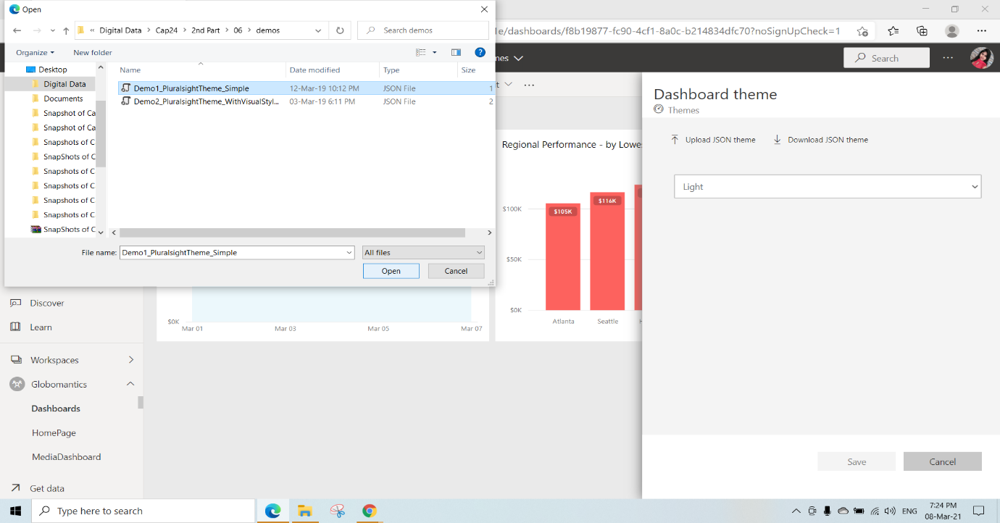 Open
« Digital Data > Cap24 > 2nd Part > 06 > demos
Search demos
Organize
New folder
Desktop
Digital Data
Documents
Snapshot of Ca
Snapshot of Ca
Snapshots of C
SnapShots of C
Snapshots of C
Snapshots of C
Snapshots of C
Snapshots of C
SnapShots of C
Name Date modified Type Size
Demo1_PluralsightTheme_Simple 12-Mar-19 10:12 PM JSON File 1
Demo2_PluralsightTheme_WithVisualStyl... 03-Mar-19 6:11 PM JSON File 2
File name: Demo1_PluralsightTheme_Simple
All files
Open
Cancel
le/dashboards/f8b19877-fc90-4cf1-8a0c-b214834dfc70?noSignUpCheck=1
mes
Search
t
Regional Performance - by Lowe
$100K
$50K
$0K
$105K
$116K
Atlanta
Seattle
H
$0K
Mar 01
Mar 03
Mar 05
Mar 07
Dashboard theme
Themes
Upload JSON theme
Download JSON theme
Light
Save
Cancel
Discover
Learn
Workspaces
Globomantics
Dashboards
HomePage
MediaDashboard
Get data
Type here to search
ENG
7:24 PM
08-Mar-21